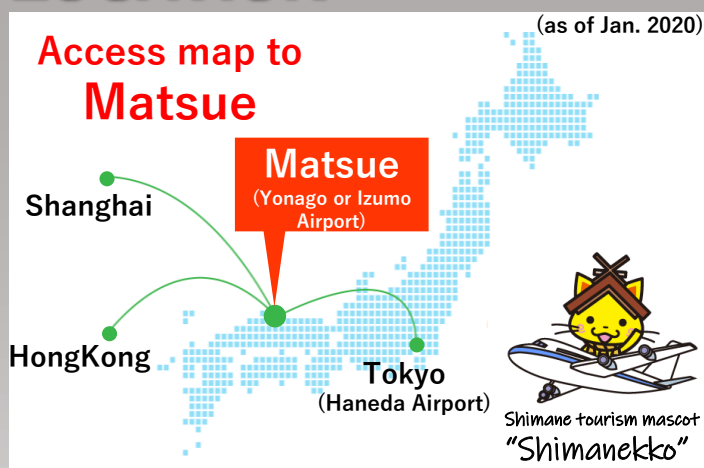 (as of Jan. 2020)
Access map to
Matsue
Matsue
(Yonago or Izumo
Airport)
Shanghai
HongKong
Tokyo
(Haneda Airport)
Shimane tourism mascot
“Shimanekko”